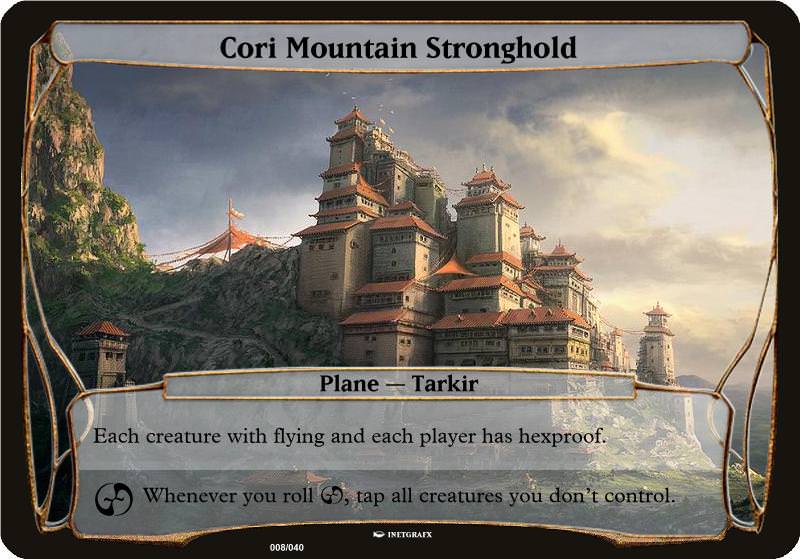 Cori Mountain Stronghold
Plane — Tarkir
Each creature with flying and each player has hexproof.
Whenever you roll , tap all creatures you don't control.
INETGRAFX
008/040